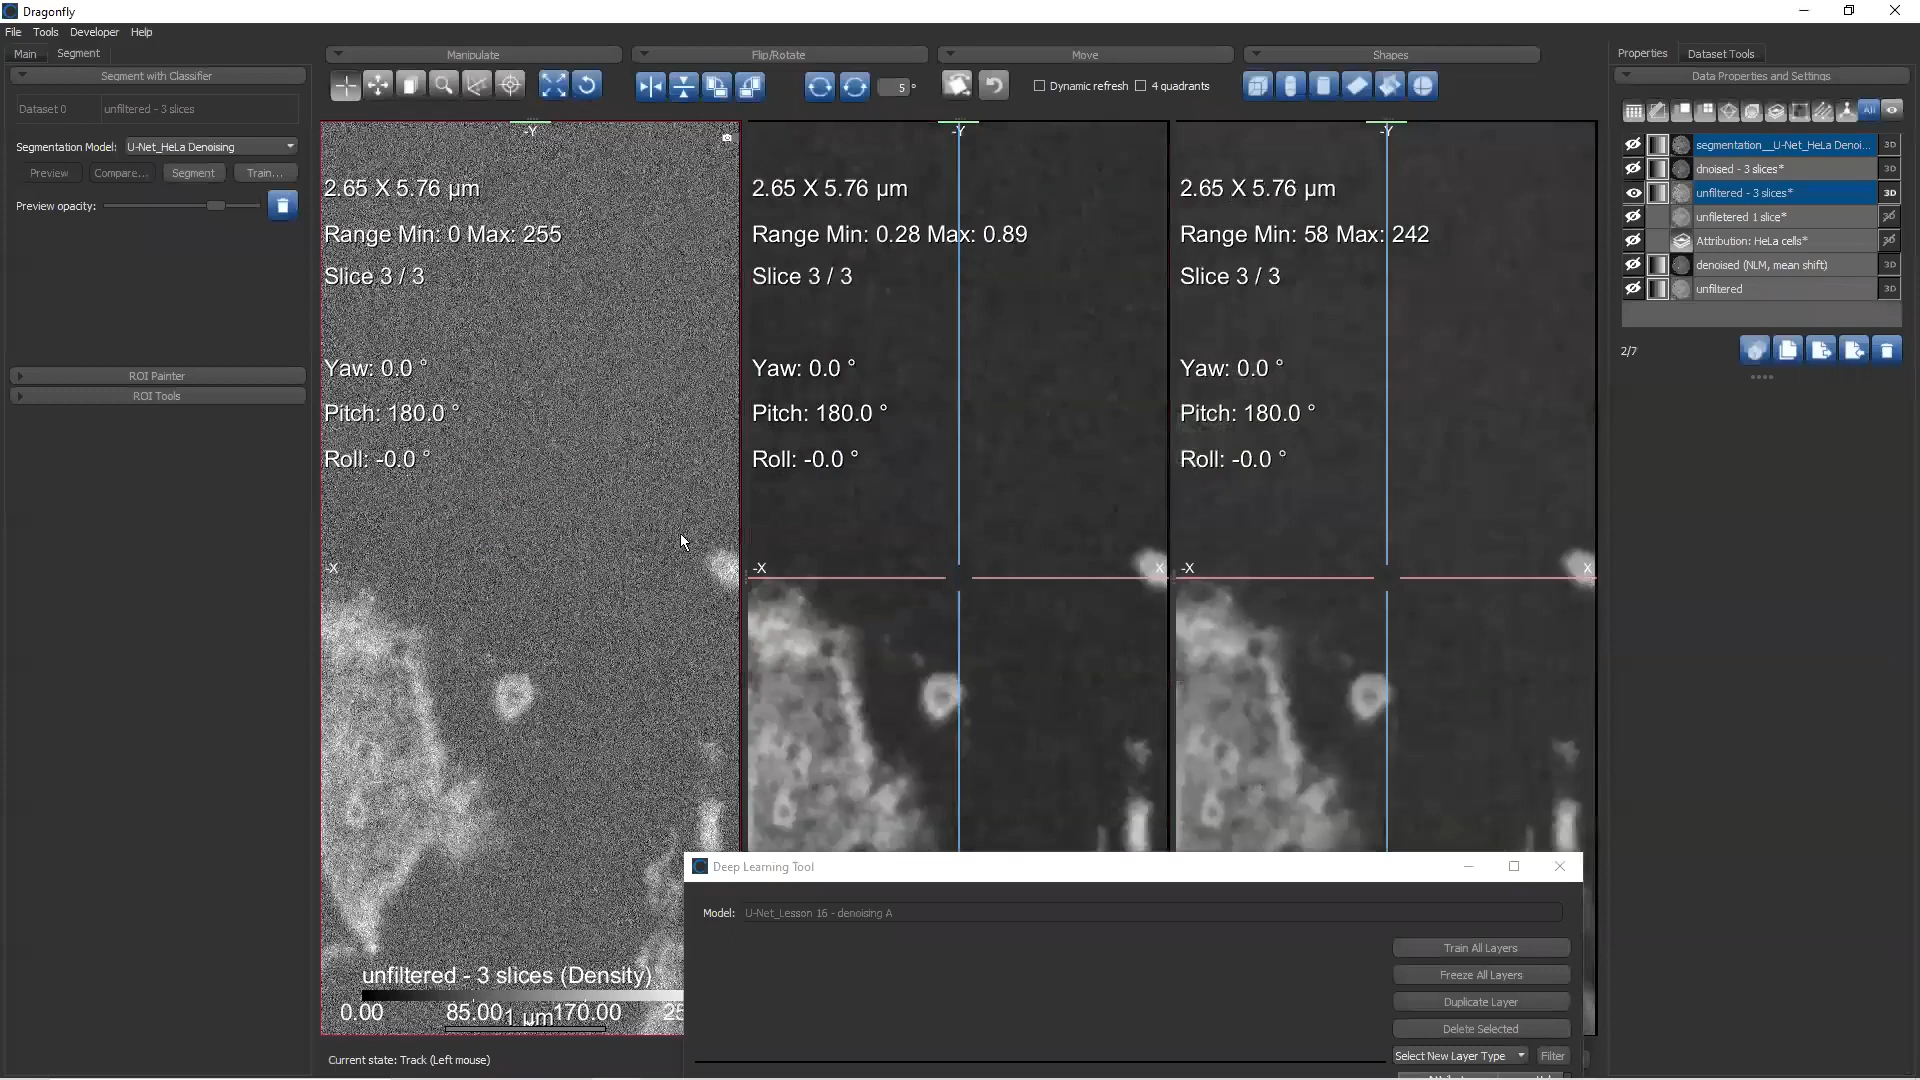 Dragonfly
File Tools Developer Help
Main Segment
Segment with Classifier
Dataset 0 unfiltered - 3 slices
Segmentation Model: U-Net_HeLa Denoising
Preview Compare... Segment Train...
Preview opacity:
ROI Painter
ROI Tools
Manipulate
Flip/Rotate
Move
Shapes
5 °
Dynamic refresh 4 quadrants
-Y
2.65 X 5.76 µm
Range Min: 0 Max: 255
Slice 3 / 3
Yaw: 0.0 °
Pitch: 180.0 °
Roll: -0.0 °
-X X
unfiltered - 3 slices (Density)
0.00 85.00 170.00
1 µm
-Y
2.65 X 5.76 µm
Range Min: 0.28 Max: 0.89
Slice 3 / 3
Yaw: 0.0 °
Pitch: 180.0 °
Roll: -0.0 °
-X X
-Y
2.65 X 5.76 µm
Range Min: 58 Max: 242
Slice 3 / 3
Yaw: 0.0 °
Pitch: 180.0 °
Roll: -0.0 °
-X X
Current state: Track (Left mouse)
Deep Learning Tool
Model: U-Net_Lesson 16 - denoising A
Train All Layers
Freeze All Layers
Duplicate Layer
Delete Selected
Select New Layer Type Filter
Properties Dataset Tools
Data Properties and Settings
All
segmentation__U-Net_HeLa Denoi... 3D
dnoised - 3 slices* 3D
unfiltered - 3 slices* 3D
unfiletered 1 slice* 3D
Attribution: HeLa cells* 3D
denoised (NLM, mean shift) 3D
unfiltered 3D
2/7